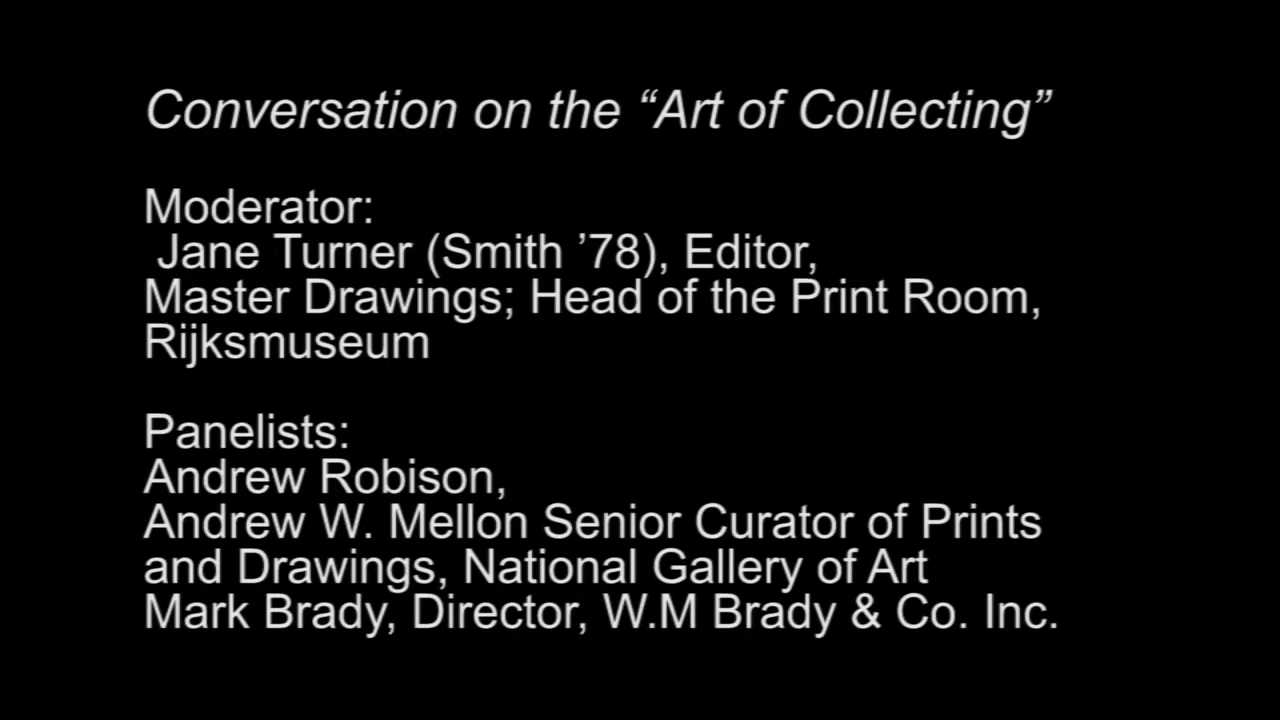 Conversation on the “Art of Collecting”
Moderator:
Jane Turner (Smith ’78), Editor,
Master Drawings; Head of the Print Room,
Rijksmuseum
Panelists:
Andrew Robison,
Andrew W. Mellon Senior Curator of Prints
and Drawings, National Gallery of Art
Mark Brady, Director, W.M Brady & Co. Inc.